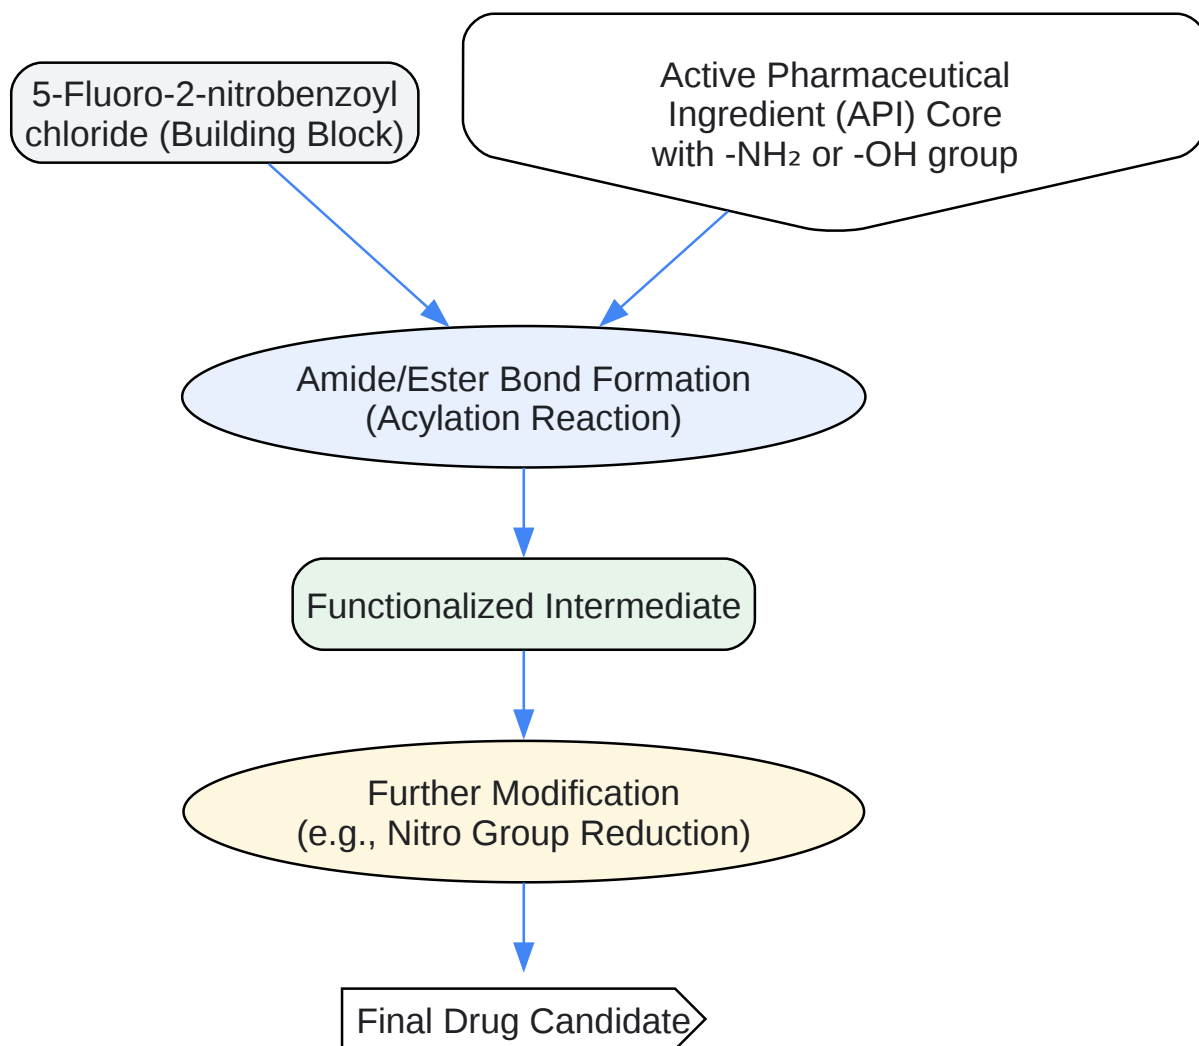 5-Fluoro-2-nitrobenzoyl
chloride (Building Block)
Active Pharmaceutical
Ingredient (API) Core
with -NH₂ or -OH group
Amide/Ester Bond Formation
(Acylation Reaction)
Functionalized Intermediate
Further Modification
(e.g., Nitro Group Reduction)
Final Drug Candidate